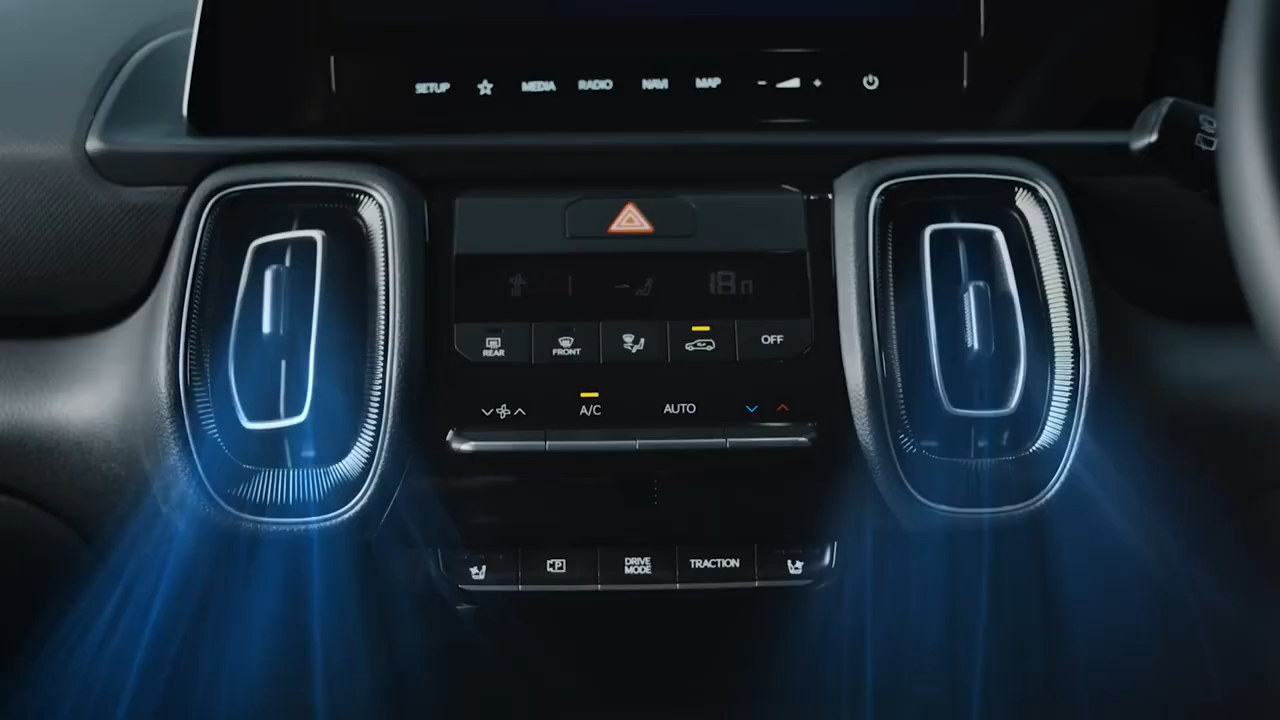 SETUP MEDIA RADIO NAVI MAP - +
REAR FRONT OFF
A/C AUTO
P DRIVE MODE TRACTION